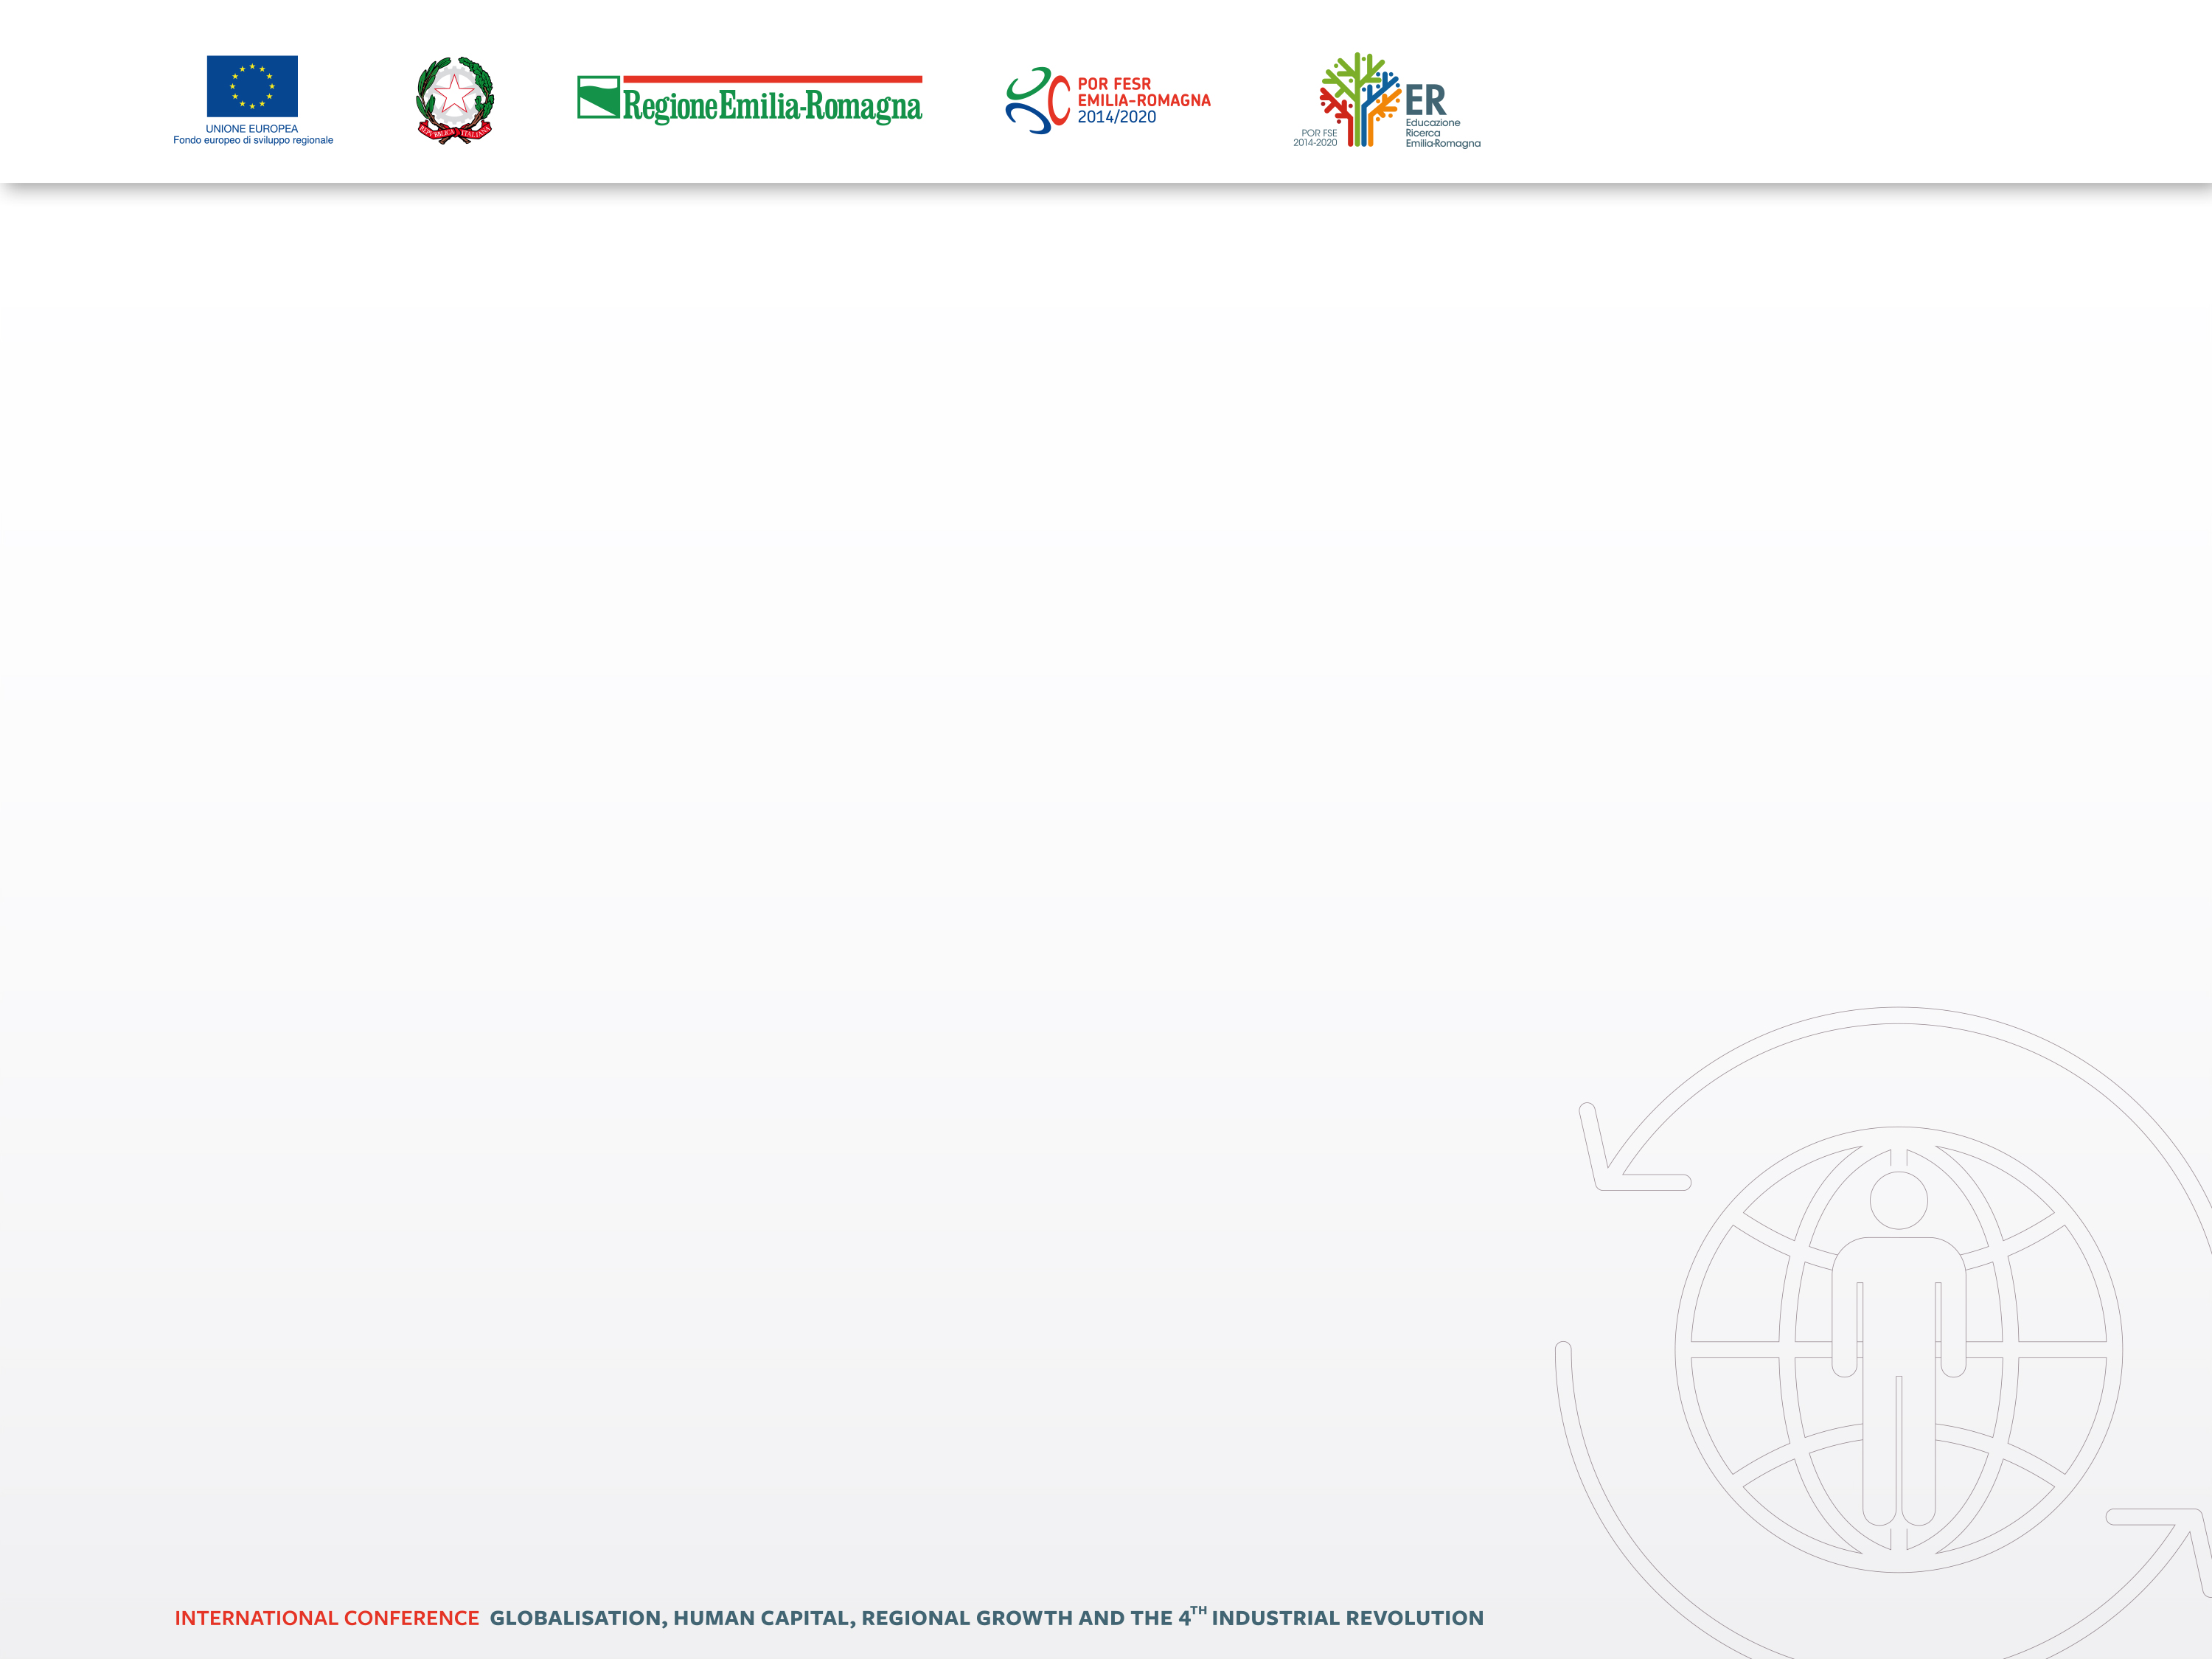 UNIONE EUROPEA
Fondo europeo di sviluppo regionale
REPVBBLICA ITALIANA
RegioneEmilia-Romagna
POR FESR
EMILIA-ROMAGNA
2014/2020
POR FSE
2014-2020
ER
Educazione
Ricerca
Emilia-Romagna
INTERNATIONAL CONFERENCE GLOBALISATION, HUMAN CAPITAL, REGIONAL GROWTH AND THE 4TH INDUSTRIAL REVOLUTION